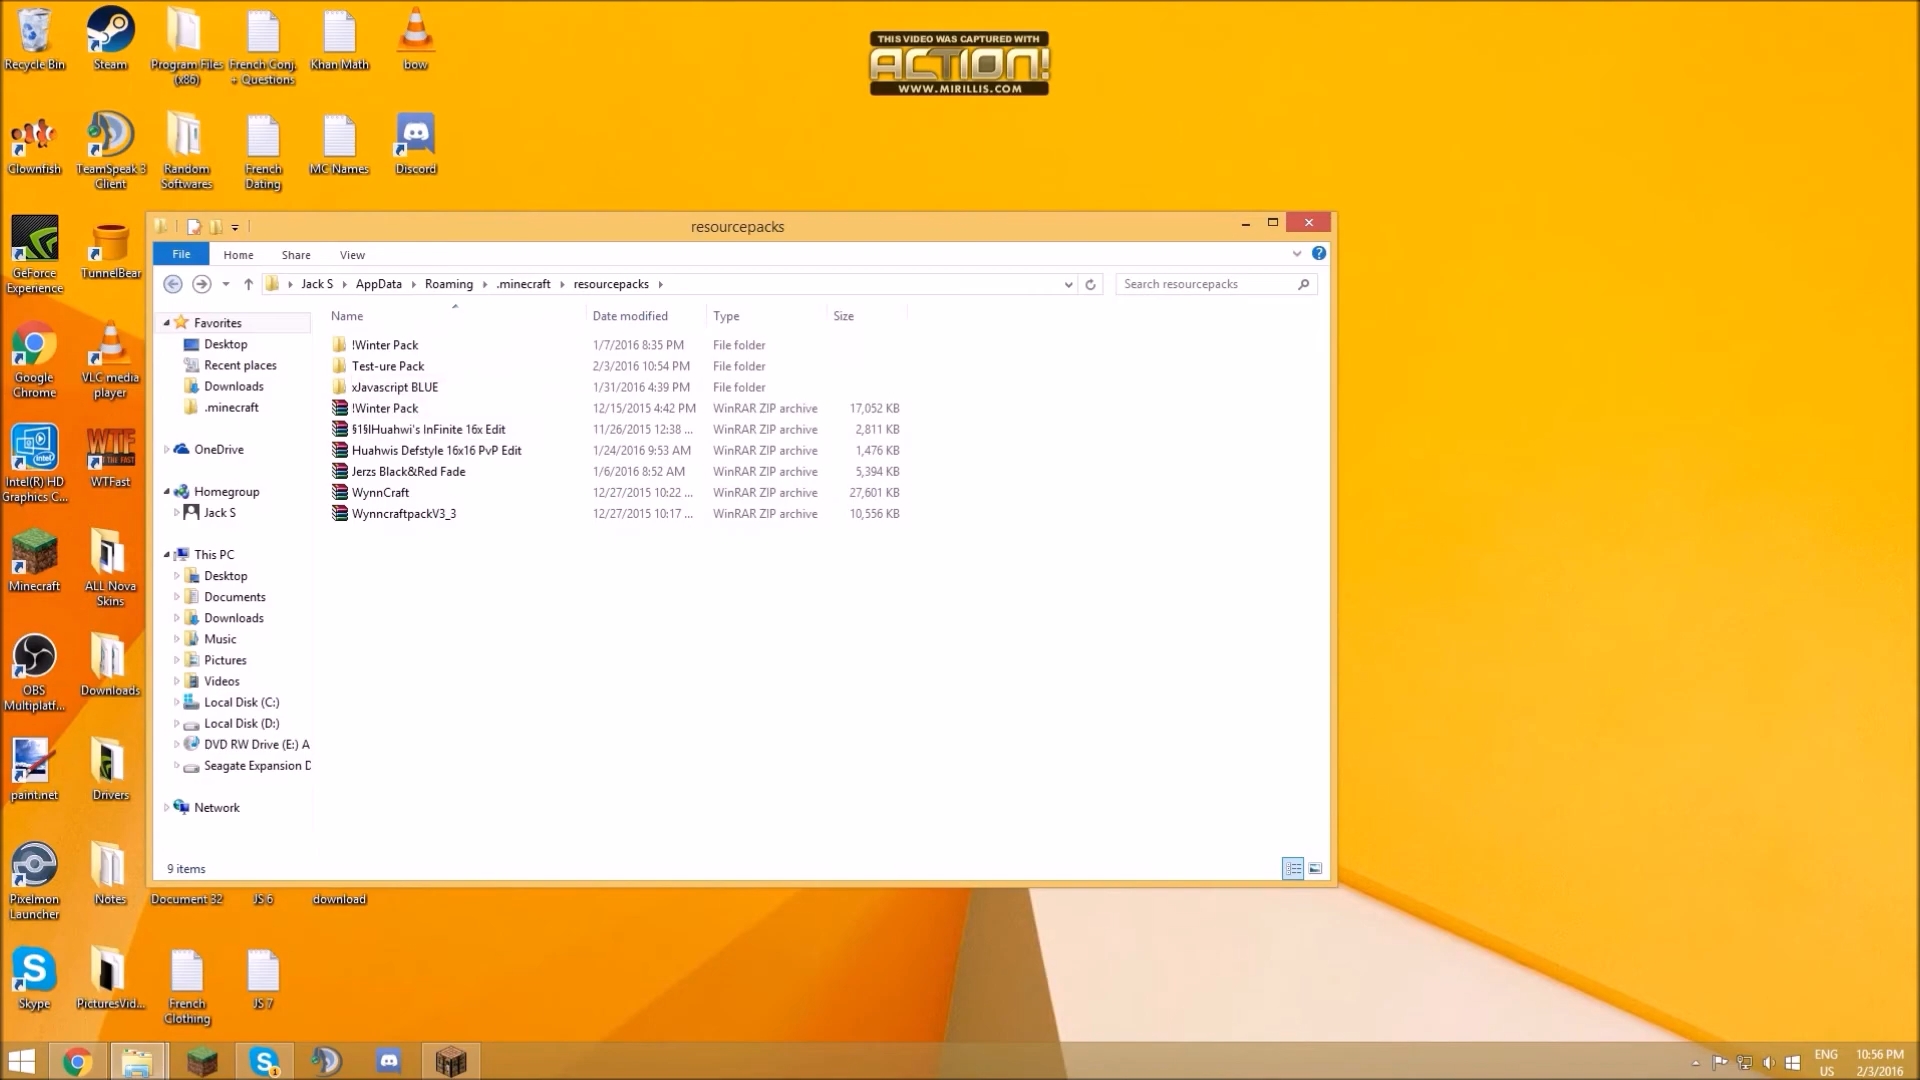 Recycle Bin
Steam
Program Files (x86)
French Conj. + Questions
Khan Math
bow
THIS VIDEO WAS CAPTURED WITH
ACTION!
WWW.MIRILLIS.COM
Clownfish
TeamSpeak 3 Client
Random Softwares
French Dating
MC Names
Discord
GeForce Experience
TunnelBear
Google Chrome
VLC media player
Intel(R) HD Graphics C...
WTF
WTFast
Minecraft
ALL Nova Skins
OBS Multiplatf...
Downloads
paint.net
Drivers
Pixelmon Launcher
Notes
Document 32
JS 6
download
Skype
PicturesVid...
French Clothing
JS 7
resourcepacks
File
Home
Share
View
Jack S
AppData
Roaming
.minecraft
resourcepacks
Search resourcepacks
Favorites
Desktop
Recent places
Downloads
.minecraft
OneDrive
Homegroup
Jack S
This PC
Desktop
Documents
Downloads
Music
Pictures
Videos
Local Disk (C:)
Local Disk (D:)
DVD RW Drive (E:) A
Seagate Expansion D
Network
Name Date modified Type Size
!Winter Pack 1/7/2016 8:35 PM File folder
Test-ure Pack 2/3/2016 10:54 PM File folder
xJavascript BLUE 1/31/2016 4:39 PM File folder
!Winter Pack 12/15/2015 4:42 PM WinRAR ZIP archive 17,052 KB
§1§lHuahwi's InFinite 16x Edit 11/26/2015 12:38 ... WinRAR ZIP archive 2,811 KB
Huahwis Defstyle 16x16 PvP Edit 1/24/2016 9:53 AM WinRAR ZIP archive 1,476 KB
Jerzs Black&Red Fade 1/6/2016 8:52 AM WinRAR ZIP archive 5,394 KB
WynnCraft 12/27/2015 10:22 ... WinRAR ZIP archive 27,601 KB
WynncraftpackV3_3 12/27/2015 10:17 ... WinRAR ZIP archive 10,556 KB
9 items
ENG
US
10:56 PM
2/3/2016